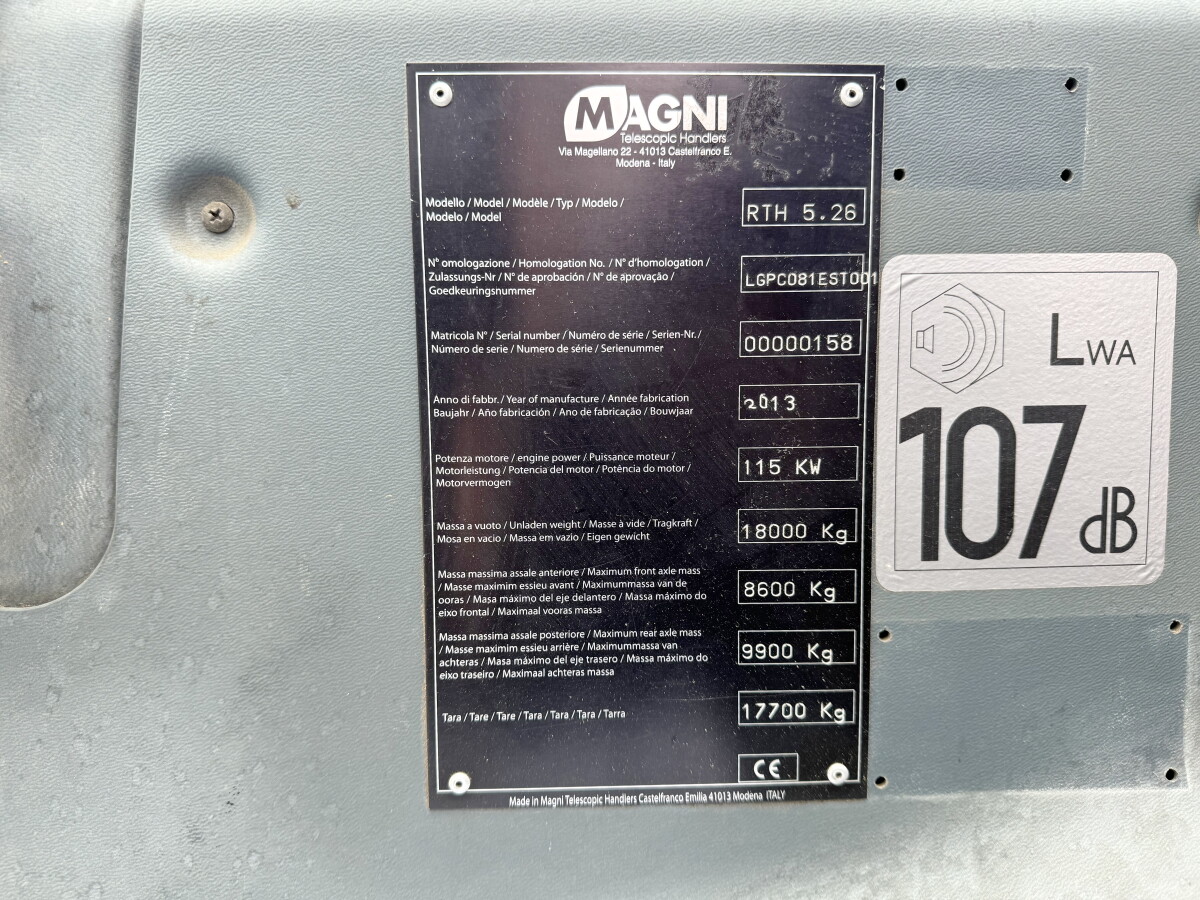 MAGNI
Telescopic Handlers
Via Magellano 22 - 41013 Castelfranco E.
Modena - Italy
Modello / Model / Modèle / Typ / Modelo /
Modelo / Model
RTH 5.26
N° omologazione / Homologation No. / N° d'homologation /
Zulassungs-Nr / N° de aprobación / N° de aprovação /
Goedkeuringsnummer
LGPC081EST001
Matricola N° / Serial number / Numéro de série / Serien-Nr. /
Número de serie / Numero de série / Serienummer
00000158
Anno di fabbr. / Year of manufacture / Année fabrication
Baujahr / Año fabricación / Ano de fabricação / Bouwjaar
2013
Potenza motore / engine power / Puissance moteur /
Motorleistung / Potencia del motor / Potência do motor /
Motorvermogen
115 KW
Massa a vuoto / Unladen weight / Masse à vide / Tragkraft /
Mosa en vacio / Massa em vazio / Eigen gewicht
18000 Kg
Massa massima assale anteriore / Maximum front axle mass
/ Masse maximim essieu avant / Maximummassa van de
ooras / Masa máximo del eje delantero / Massa máximo do
eixo frontal / Maximaal vooras massa
8600 Kg
Massa massima assale posteriore / Maximum rear axle mass
/ Masse maximim essieu arrière / Maximummassa van
achteras / Masa máximo del eje trasero / Massa máximo do
eixo traseiro / Maximaal achteras massa
9900 Kg
Tara / Tare / Tare / Tara / Tara / Tara / Tarra
17700 Kg
CE
Made in Magni Telescopic Handlers Castelfranco Emilia 41013 Modena ITALY
LWA
107
dB